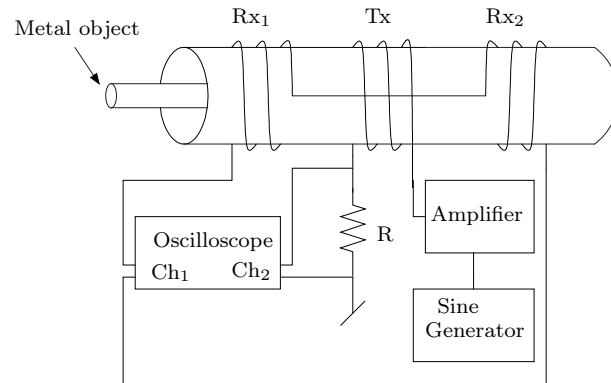 Metal object
Rx1
Tx
Rx2
Oscilloscope
Ch1
Ch2
R
Amplifier
Sine
Generator